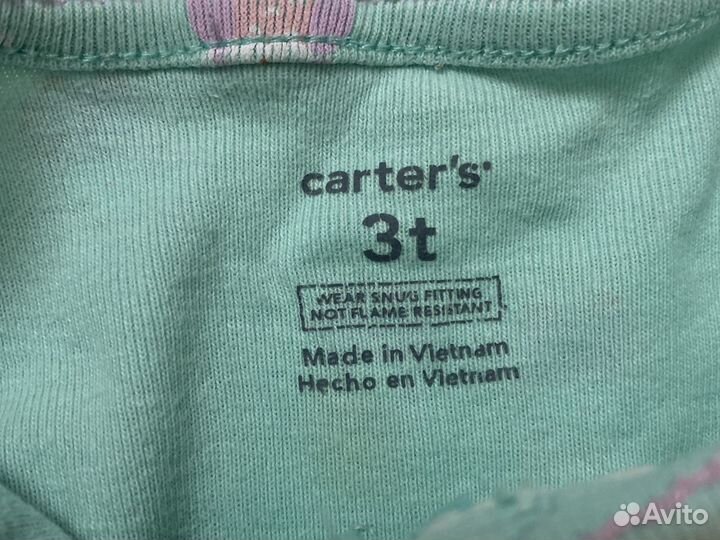 carter's
3t
WEAR SNUG FITTING
NOT FLAME RESISTANT
Made in Vietnam
Hecho en Vietnam
Avito